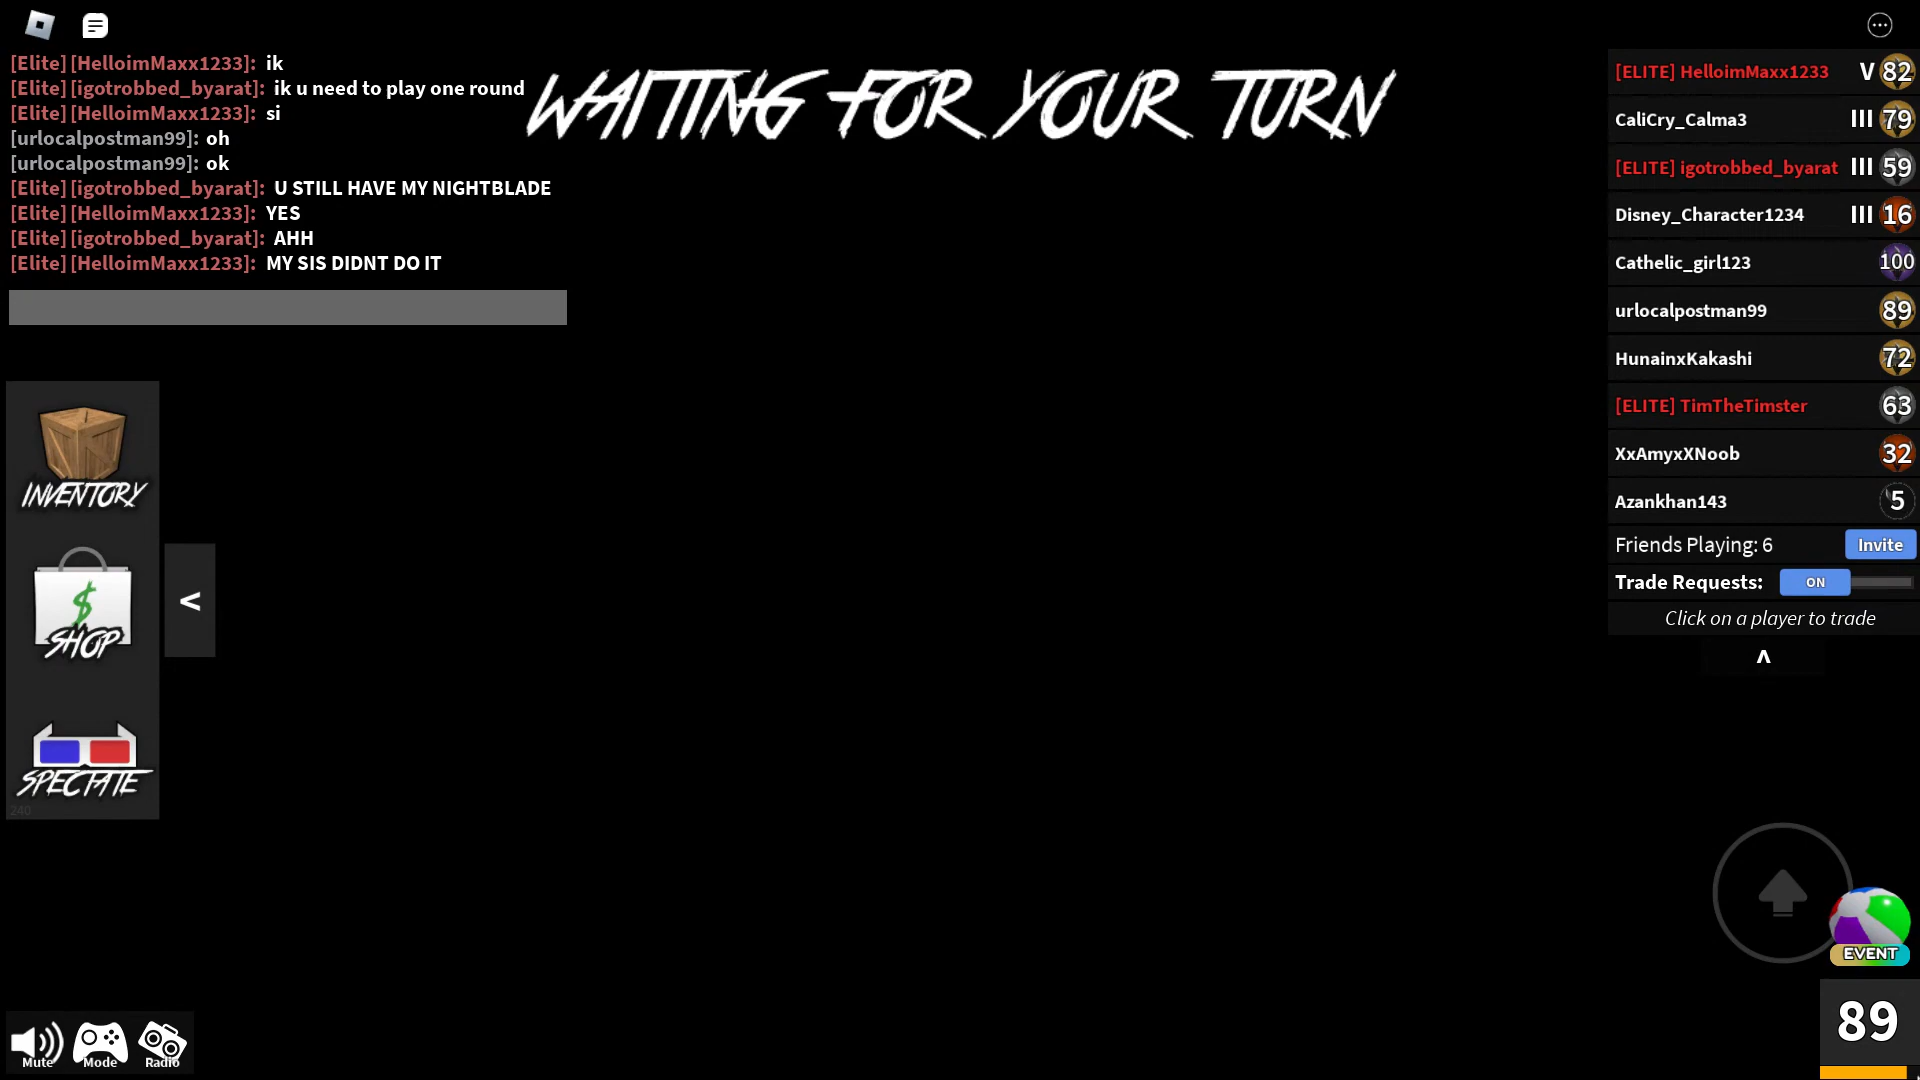 [Elite] [HelloimMaxx1233]: ik
[Elite] [igotrobbed_byarat]: ik u need to play one round
[Elite] [HelloimMaxx1233]: si
[urlocalpostman99]: oh
[urlocalpostman99]: ok
[Elite] [igotrobbed_byarat]: U STILL HAVE MY NIGHTBLADE
[Elite] [HelloimMaxx1233]: YES
[Elite] [igotrobbed_byarat]: AHH
[Elite] [HelloimMaxx1233]: MY SIS DIDNT DO IT
WAITING FOR YOUR TURN
[ELITE] HelloimMaxx1233 V 82
CaliCry_Calma3 III 79
[ELITE] igotrobbed_byarat III 59
Disney_Character1234 III 16
Cathelic_girl123 100
urlocalpostman99 89
HunainxKakashi 72
[ELITE] TimTheTimster 63
XxAmyxXNoob 32
Azankhan143 5
Friends Playing: 6 Invite
Trade Requests: ON
Click on a player to trade
^
INVENTORY
$
SHOP
<
SPECTATE
240
EVENT
89
Mute Mode Radio